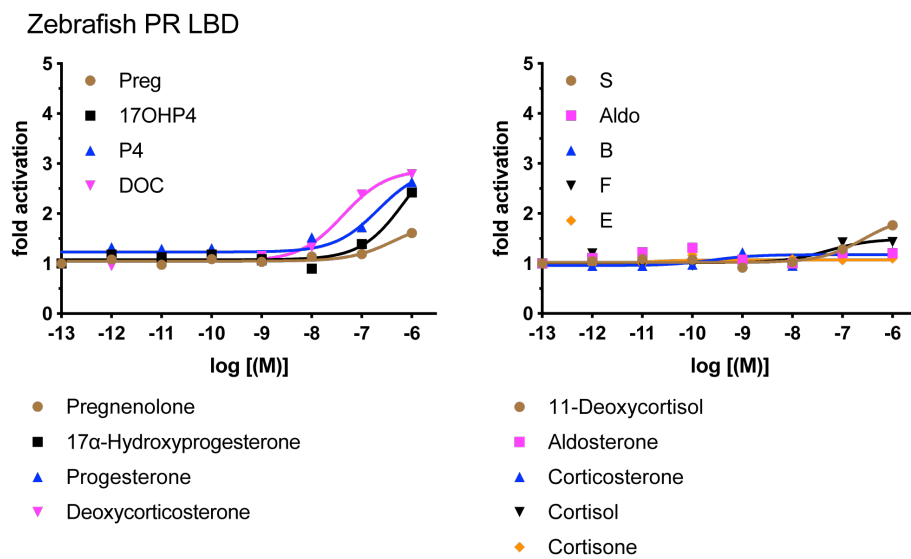 Zebrafish PR LBD
5
4
3
2
1
0
fold activation
Preg
17OHP4
P4
DOC
-13 -12 -11 -10 -9 -8 -7 -6
log [(M)]
5
4
3
2
1
0
fold activation
S
Aldo
B
F
E
-13 -12 -11 -10 -9 -8 -7 -6
log [(M)]
Pregnenolone
17α-Hydroxyprogesterone
Progesterone
Deoxycorticosterone
11-Deoxycortisol
Aldosterone
Corticosterone
Cortisol
Cortisone